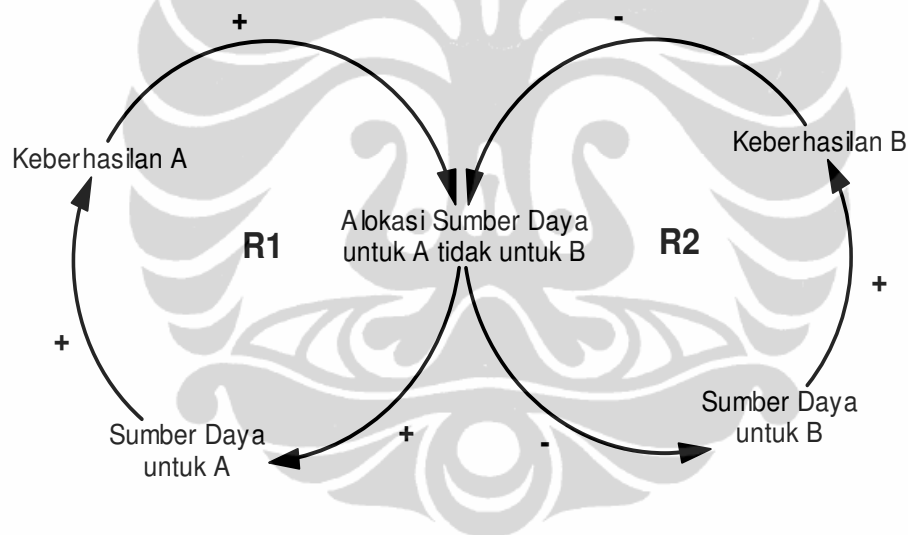 +
-
Keberhasilan A
Keberhasilan B
Alokasi Sumber Daya
untuk A tidak untuk B
R1
R2
+
+
Sumber Daya
untuk A
+
-
Sumber Daya
untuk B